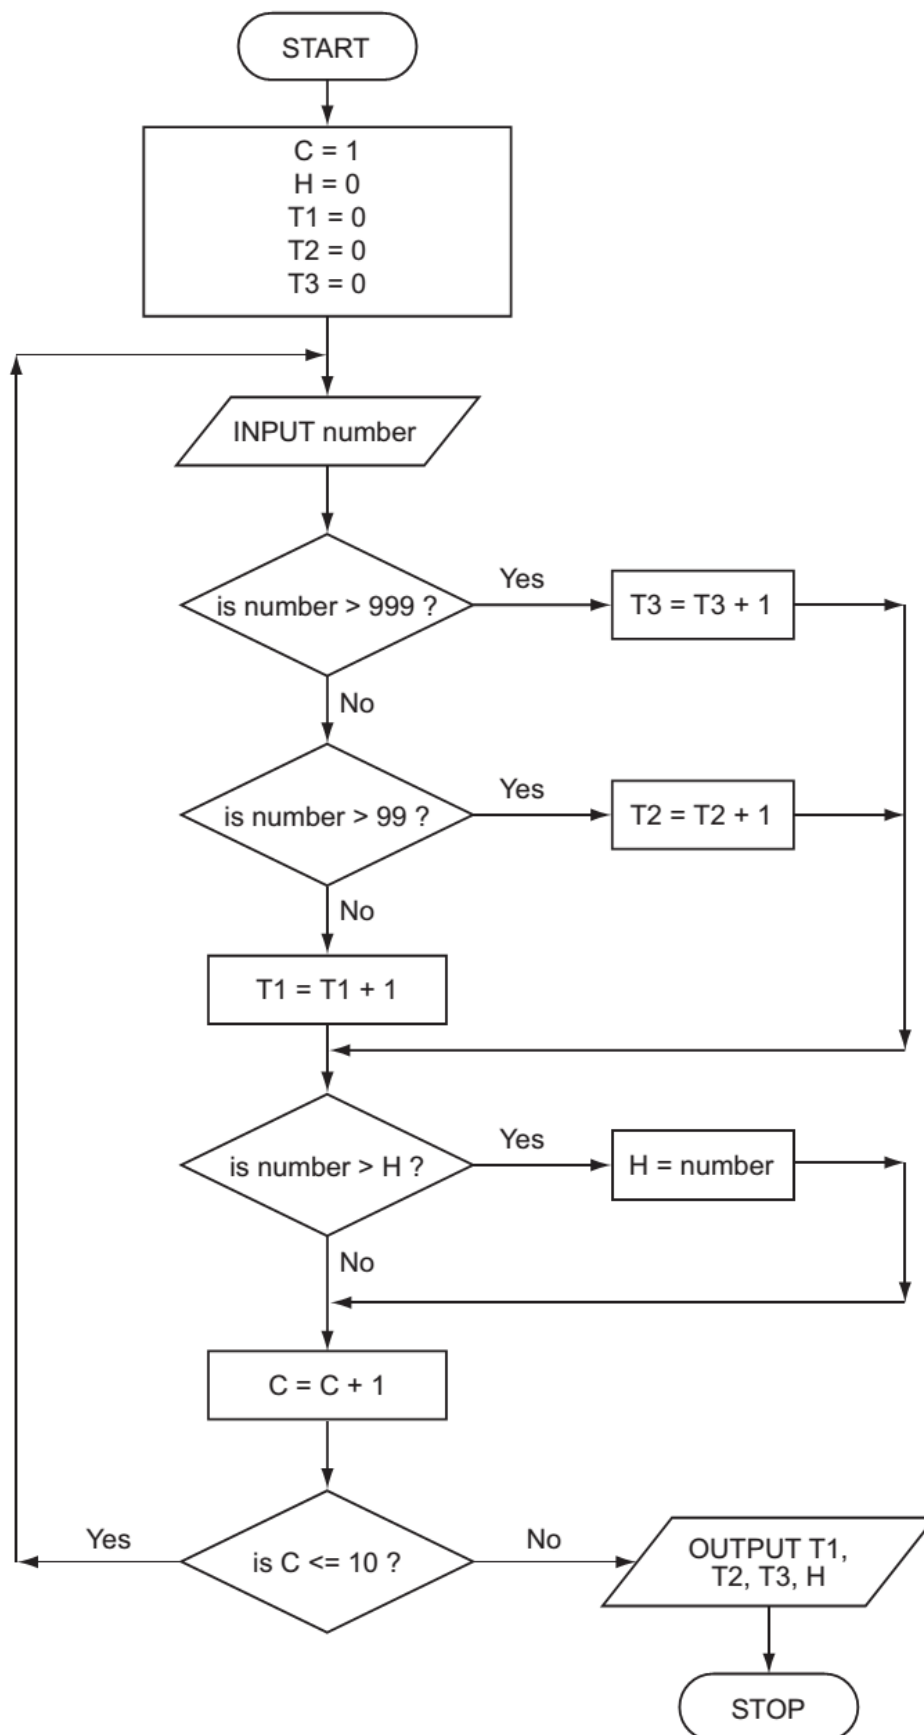 START
C = 1
H = 0
T1 = 0
T2 = 0
T3 = 0
INPUT number
is number > 999 ?
Yes
T3 = T3 + 1
No
is number > 99 ?
Yes
T2 = T2 + 1
No
T1 = T1 + 1
is number > H ?
Yes
H = number
No
C = C + 1
Yes
is C <= 10 ?
No
OUTPUT T1,
T2, T3, H
STOP